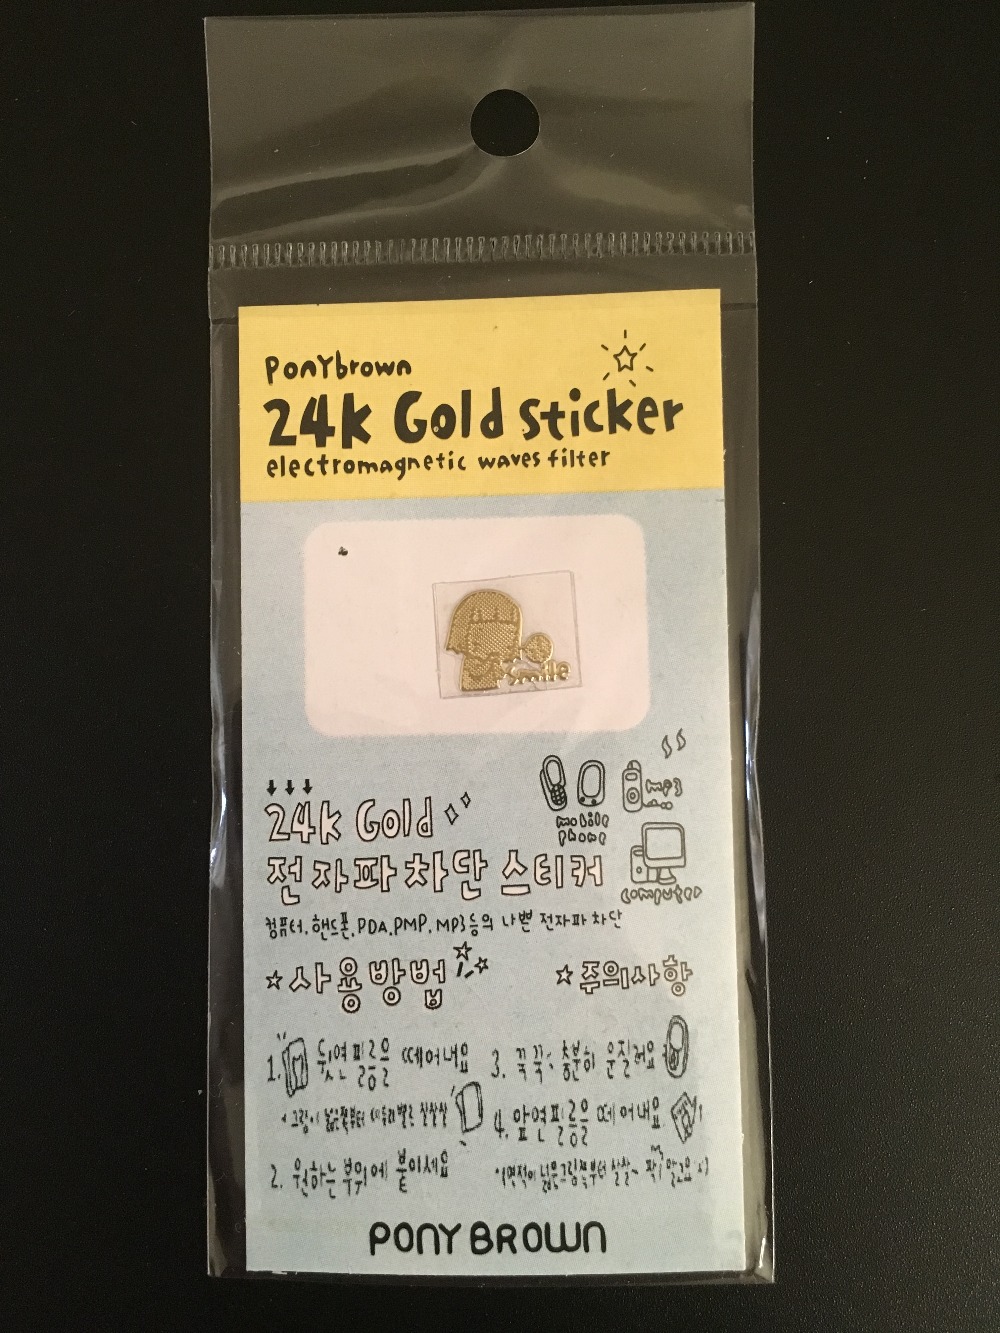 Ponybrown
24k Gold sticker
electromagnetic waves filter
Smile
mp3
mobile
phone
24k Gold
전자파차단 스티커
computer
컴퓨터, 핸드폰, PDA, PMP, MP3등의 나쁜 전자파 차단
사용방법
주의사항
1. 뒷면 필름을 떼어내요
2. 원하는 부위에 붙이세요
3. 꾹꾹~ 충분히 문질러요
4. 앞면필름을 떼어내요
PONY BROWN